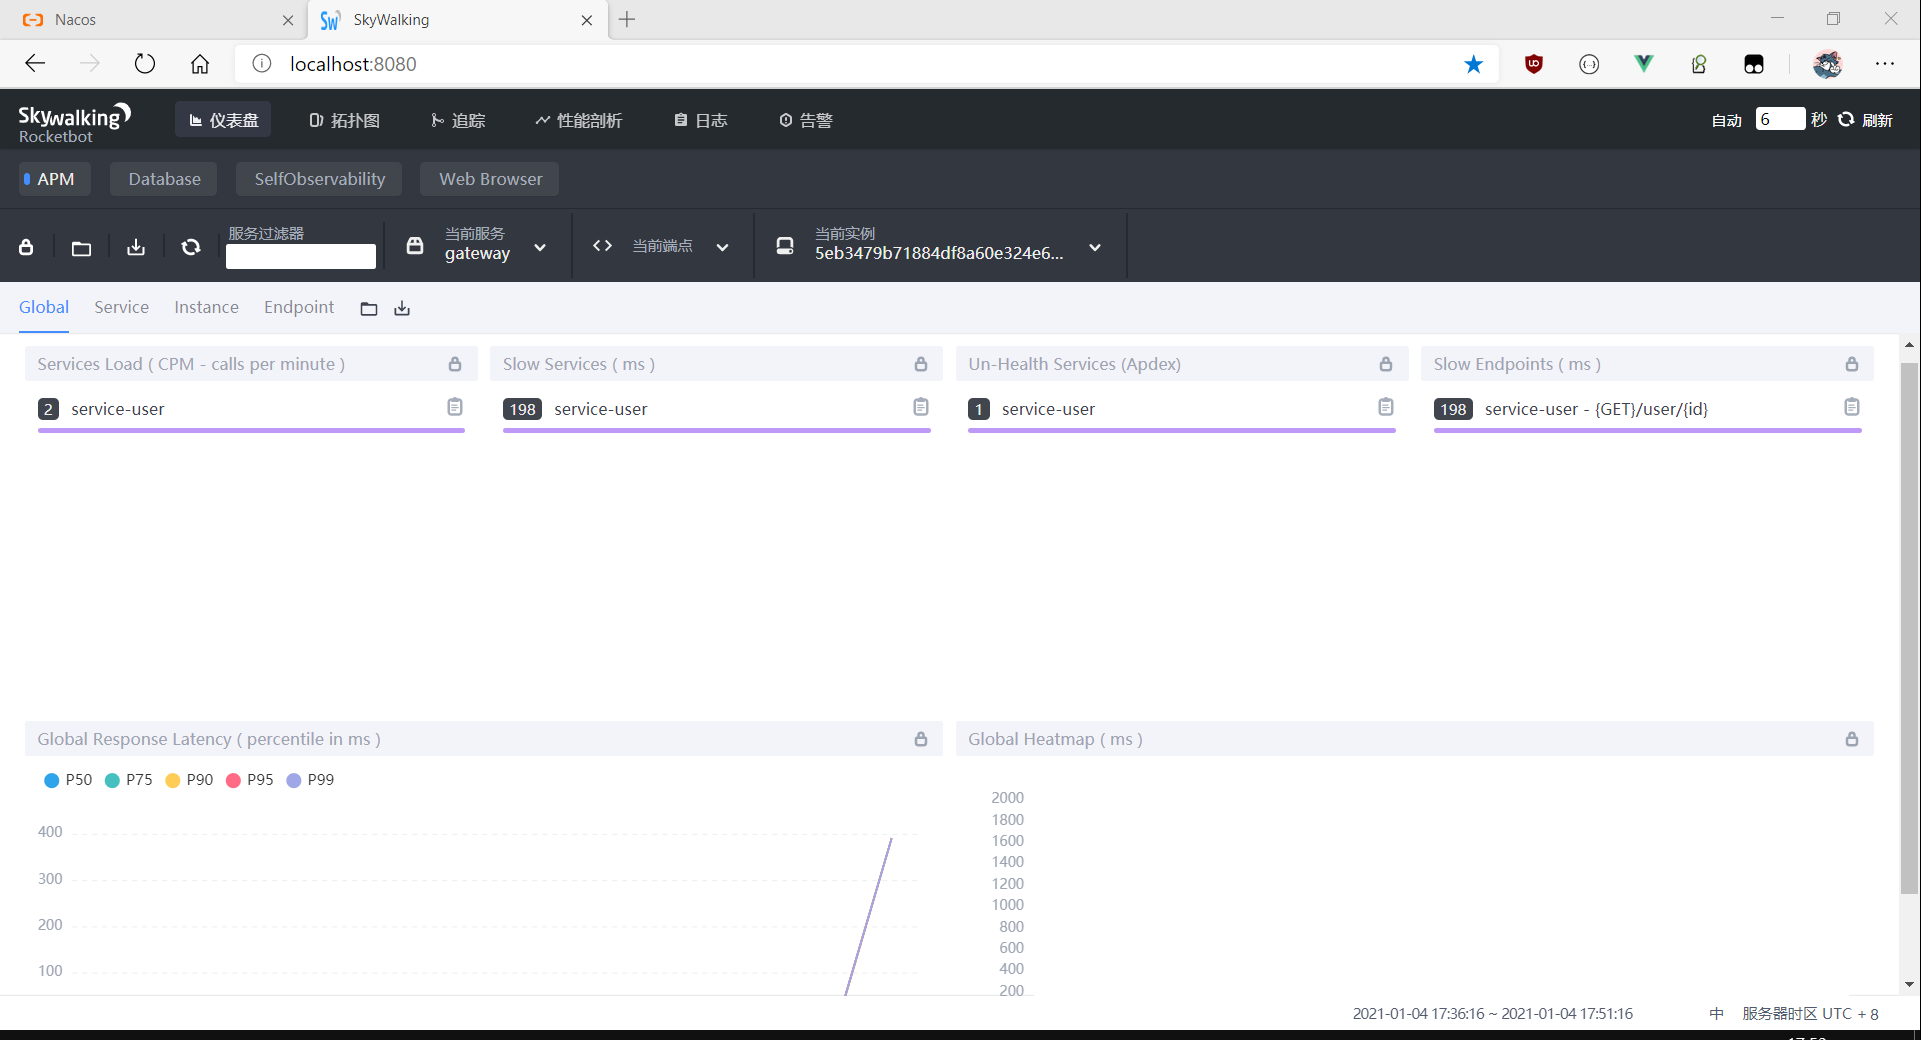 Nacos
SkyWalking
localhost:8080
Skywalking
Rocketbot
仪表盘
拓扑图
追踪
性能剖析
日志
告警
自动 6 秒 刷新
APM
Database
SelfObservability
Web Browser
服务过滤器
当前服务
gateway
当前端点
当前实例
5eb3479b71884df8a60e324e6...
Global
Service
Instance
Endpoint
Services Load ( CPM - calls per minute )
2 service-user
Slow Services ( ms )
198 service-user
Un-Health Services (Apdex)
1 service-user
Slow Endpoints ( ms )
198 service-user - {GET}/user/{id}
Global Response Latency ( percentile in ms )
P50 P75 P90 P95 P99
400
300
200
100
Global Heatmap ( ms )
2000
1800
1600
1400
1200
1000
800
600
400
200
2021-01-04 17:36:16 ~ 2021-01-04 17:51:16
中
服务器时区 UTC + 8